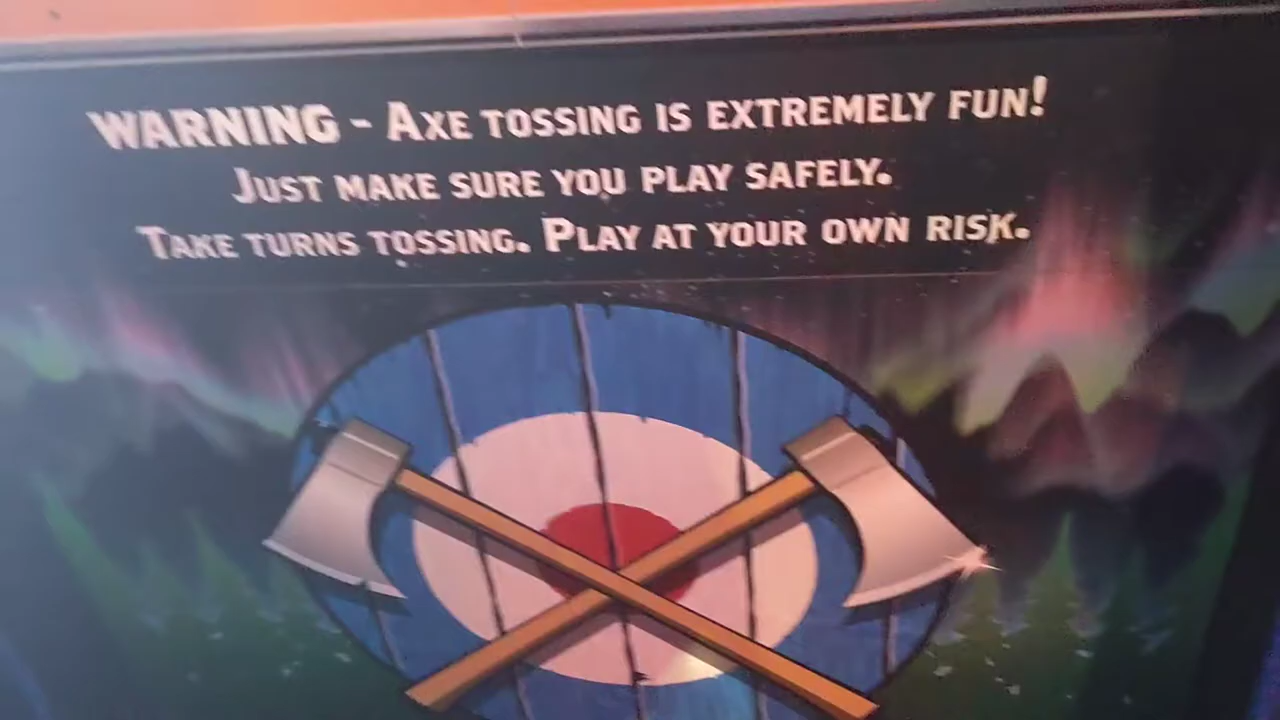 WARNING - AXE TOSSING IS EXTREMELY FUN!
JUST MAKE SURE YOU PLAY SAFELY.
TAKE TURNS TOSSING. PLAY AT YOUR OWN RISK.